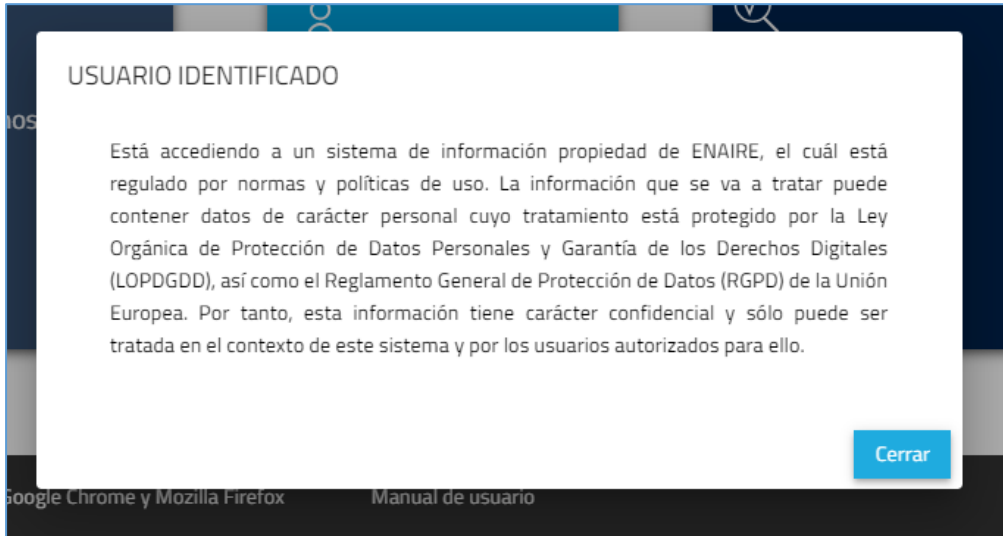 USUARIO IDENTIFICADO
Está accediendo a un sistema de información propiedad de ENAIRE, el cuál está
regulado por normas y políticas de uso. La información que se va a tratar puede
contener datos de carácter personal cuyo tratamiento está protegido por la Ley
Orgánica de Protección de Datos Personales y Garantía de los Derechos Digitales
(LOPDGDD), así como el Reglamento General de Protección de Datos (RGPD) de la Unión
Europea. Por tanto, esta información tiene carácter confidencial y sólo puede ser
tratada en el contexto de este sistema y por los usuarios autorizados para ello.
Cerrar
Google Chrome y Mozilla Firefox
Manual de usuario